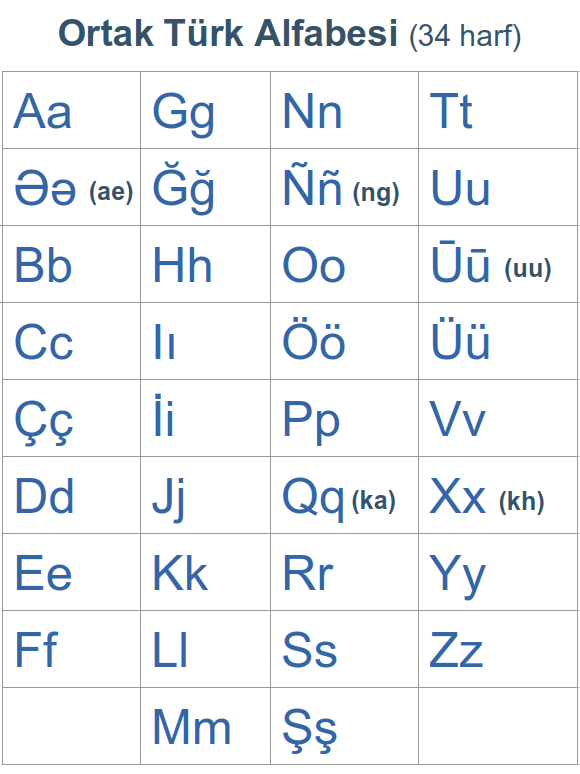 Ortak Türk Alfabesi (34 harf)
Aa Gg Nn Tt
Əə (ae) Ğğ Ññ (ng) Uu
Bb Hh Oo Ūū (uu)
Cc Iı Öö Üü
Çç İi Pp Vv
Dd Jj Qq (ka) Xx (kh)
Ee Kk Rr Yy
Ff Ll Ss Zz
Mm Şş